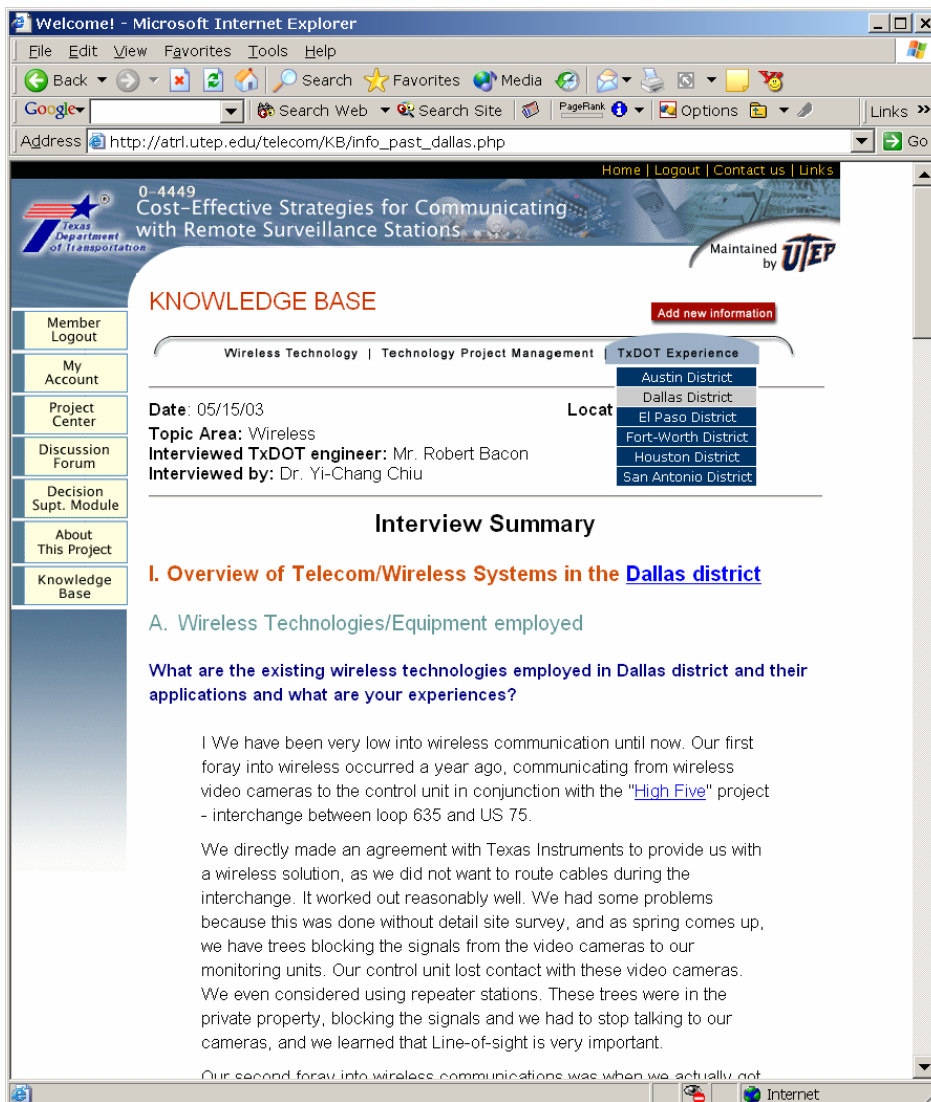 Welcome! - Microsoft Internet Explorer
File Edit View Favorites Tools Help
Back Search Favorites Media
Google Search Web Search Site PageRank Options Links »
Address http://atrl.utep.edu/telecom/KB/info_past_dallas.php Go
Home | Logout | Contact us | Links
0-4449
Cost-Effective Strategies for Communicating
with Remote Surveillance Stations
Texas
Department
of Transportation
Maintained
by UTEP
KNOWLEDGE BASE
Add new information
Wireless Technology | Technology Project Management | TxDOT Experience
Austin District
Dallas District
El Paso District
Fort-Worth District
Houston District
San Antonio District
Member
Logout
My
Account
Project
Center
Discussion
Forum
Decision
Supt. Module
About
This Project
Knowledge
Base
Date: 05/15/03 Locat
Topic Area: Wireless
Interviewed TxDOT engineer: Mr. Robert Bacon
Interviewed by: Dr. Yi-Chang Chiu
Interview Summary
I. Overview of Telecom/Wireless Systems in the Dallas district
A. Wireless Technologies/Equipment employed
What are the existing wireless technologies employed in Dallas district and their
applications and what are your experiences?
I We have been very low into wireless communication until now. Our first
foray into wireless occurred a year ago, communicating from wireless
video cameras to the control unit in conjunction with the "High Five" project
- interchange between loop 635 and US 75.
We directly made an agreement with Texas Instruments to provide us with
a wireless solution, as we did not want to route cables during the
interchange. It worked out reasonably well. We had some problems
because this was done without detail site survey, and as spring comes up,
we have trees blocking the signals from the video cameras to our
monitoring units. Our control unit lost contact with these video cameras.
We even considered using repeater stations. These trees were in the
private property, blocking the signals and we had to stop talking to our
cameras, and we learned that Line-of-sight is very important.
Our second foray into wireless communications was when we actually got
Internet